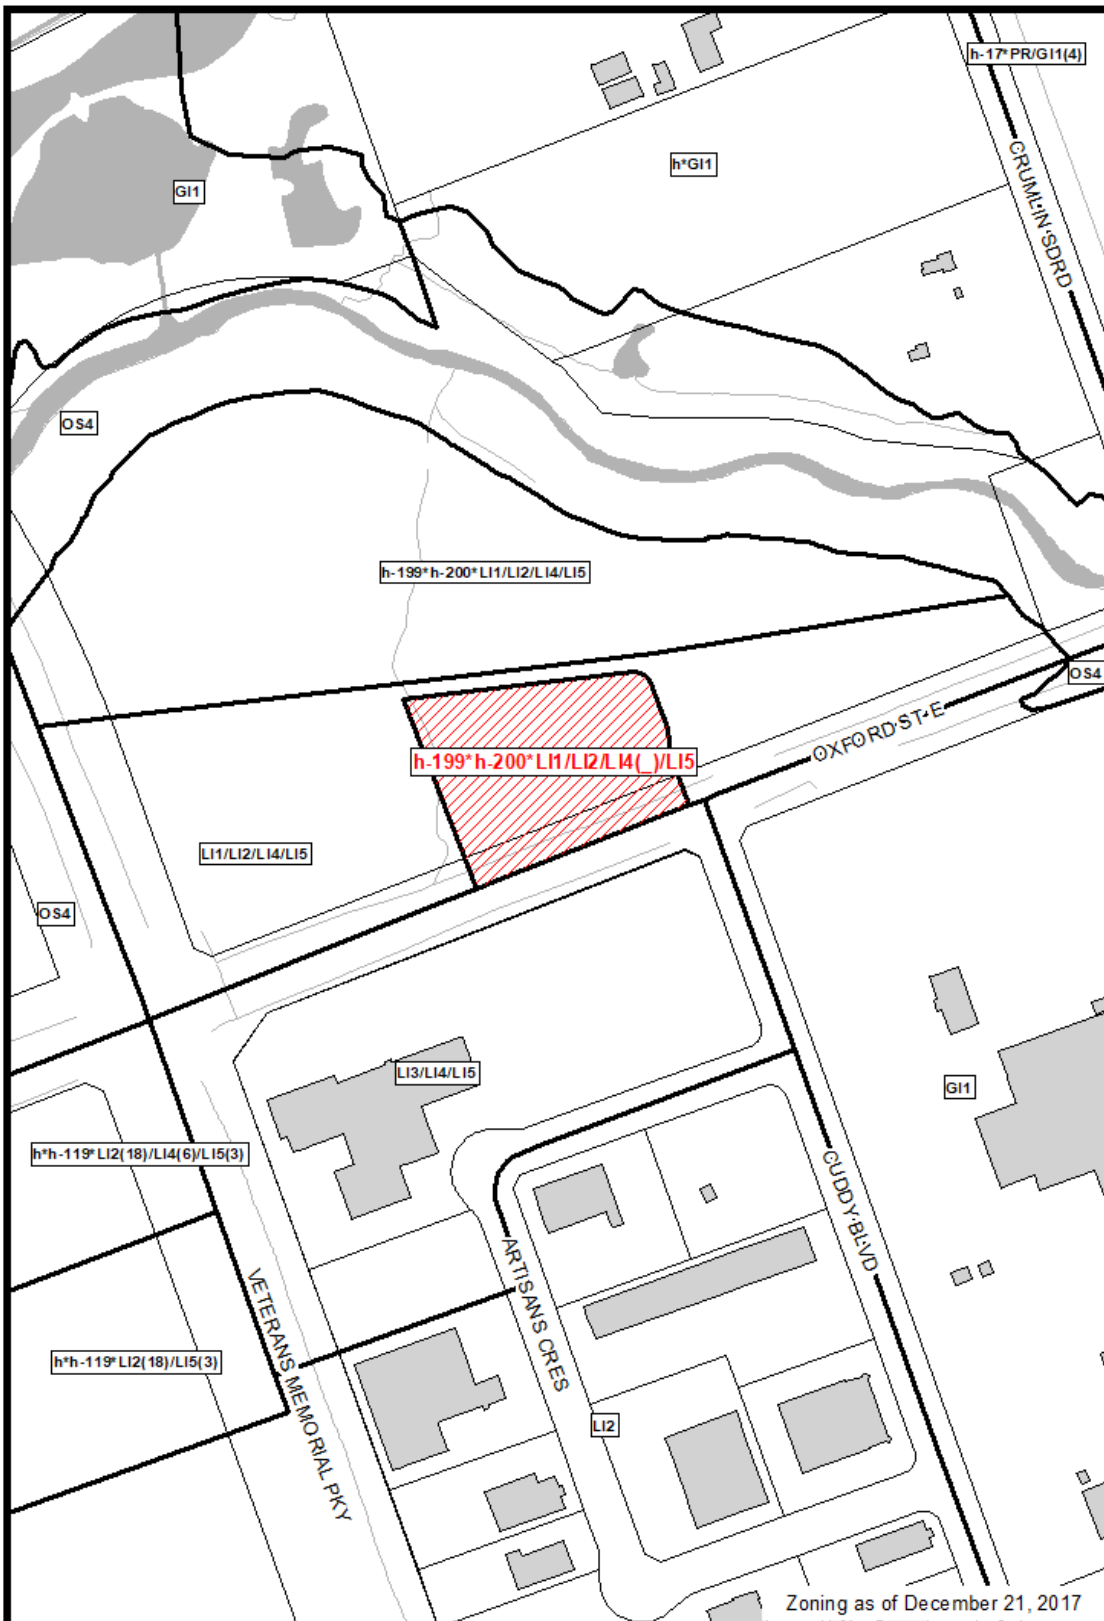 h-17*PR/GI1(4)
CRUMLIN SDRD
h*GI1
GI1
OS4
h-199*h-200*LI1/LI2/LI4/LI5
OS4
OXFORD ST E
h-199*h-200*LI1/LI2/LI4(_)/LI5
LI1/LI2/LI4/LI5
OS4
LI3/LI4/LI5
GI1
h*h-119*LI2(18)/LI4(6)/LI5(3)
CUDDY BLVD
ARTISANS CRES
VETERANS MEMORIAL PKY
h*h-119*LI2(18)/LI5(3)
LI2
Zoning as of December 21, 2017